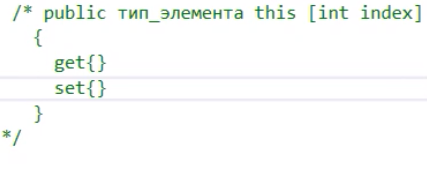 /* public тип_элемента this [int index]
{
get{}
set{}
}
*/